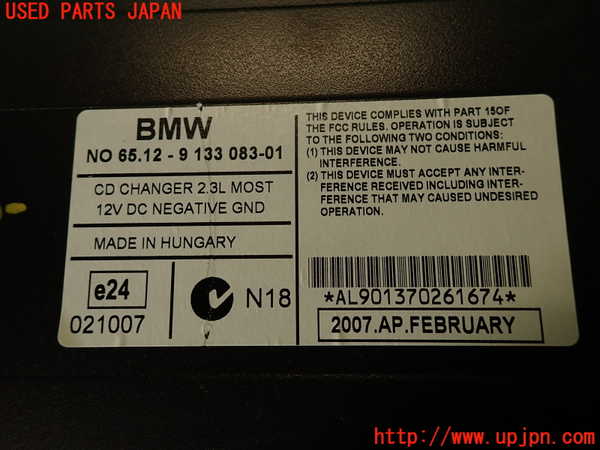 USED PARTS JAPAN
BMW
NO 65.12 - 9 133 083-01
CD CHANGER 2.3L MOST
12V DC NEGATIVE GND
MADE IN HUNGARY
e24
021007
N18
THIS DEVICE COMPLIES WITH PART 15OF
THE FCC RULES. OPERATION IS SUBJECT
TO THE FOLLOWING TWO CONDITIONS:
(1) THIS DEVICE MAY NOT CAUSE HARMFUL
INTERFERENCE.
(2) THIS DEVICE MUST ACCEPT ANY INTER-
FERENCE RECEIVED INCLUDING INTER-
FERENCE THAT MAY CAUSED UNDESIRED
OPERATION.
*AL901370261674*
2007.AP.FEBRUARY
http://www.upjpn.com/